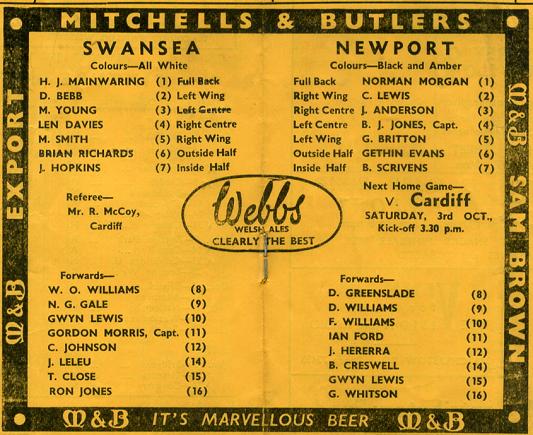 MITCHELLS & BUTLERS
SWANSEA
Colours—All White
H. J. MAINWARING (1) Full Back
D. BEBB (2) Left Wing
M. YOUNG (3) Left Centre
LEN DAVIES (4) Right Centre
M. SMITH (5) Right Wing
BRIAN RICHARDS (6) Outside Half
J. HOPKINS (7) Inside Half
Referee—
Mr. R. McCoy,
Cardiff
NEWPORT
Colours—Black and Amber
Full Back NORMAN MORGAN (1)
Right Wing C. LEWIS (2)
Right Centre J. ANDERSON (3)
Left Centre B. J. JONES, Capt. (4)
Left Wing G. BRITTON (5)
Outside Half GETHIN EVANS (6)
Inside Half B. SCRIVENS (7)
Next Home Game—
V. Cardiff
SATURDAY, 3rd OCT.,
Kick-off 3.30 p.m.
Webbs
WELSH ALES
CLEARLY THE BEST
Forwards—
W. O. WILLIAMS (8)
N. G. GALE (9)
GWYN LEWIS (10)
GORDON MORRIS, Capt. (11)
C. JOHNSON (12)
J. LELEU (14)
T. CLOSE (15)
RON JONES (16)
Forwards—
D. GREENSLADE (8)
D. WILLIAMS (9)
F. WILLIAMS (10)
IAN FORD (11)
J. HERERRA (12)
B. CRESWELL (14)
GWYN LEWIS (15)
G. WHITSON (16)
M&B EXPORT
M&B SAM BROWN
M&B IT'S MARVELLOUS BEER M&B